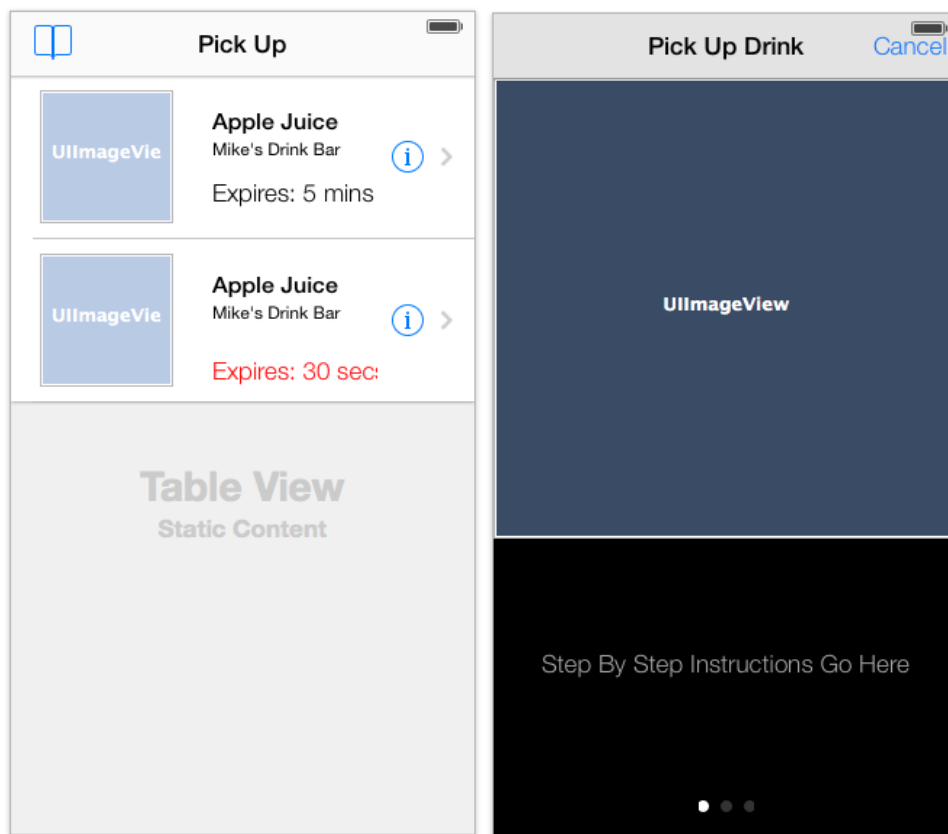 Pick Up
UIImageVie
Apple Juice
Mike's Drink Bar
i
Expires: 5 mins
UIImageVie
Apple Juice
Mike's Drink Bar
i
Expires: 30 secs
Table View
Static Content
Pick Up Drink
Cancel
UIImageView
Step By Step Instructions Go Here